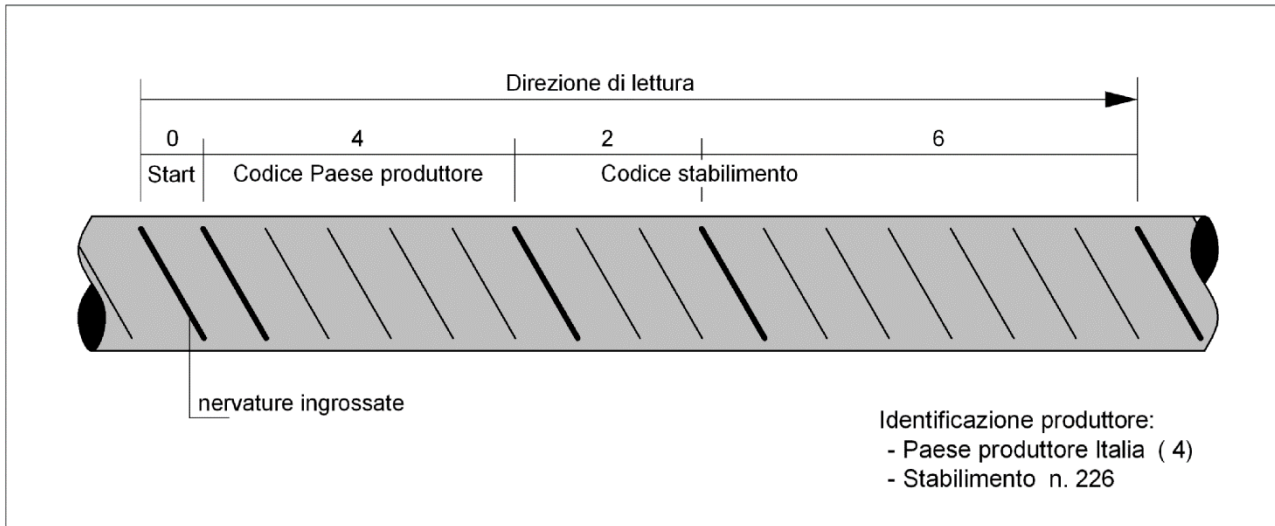 Direzione di lettura
0 4 2 6
Start Codice Paese produttore Codice stabilimento
nervature ingrossate
Identificazione produttore:
- Paese produttore Italia ( 4)
- Stabilimento n. 226